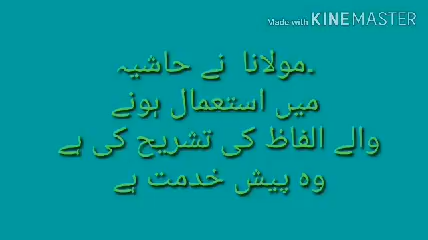 Made with KINEMASTER
مولانا نے حاشیہ.
میں استعمال ہونے
والے الفاظ کی تشریح کی ہے
وہ پیش خدمت ہے